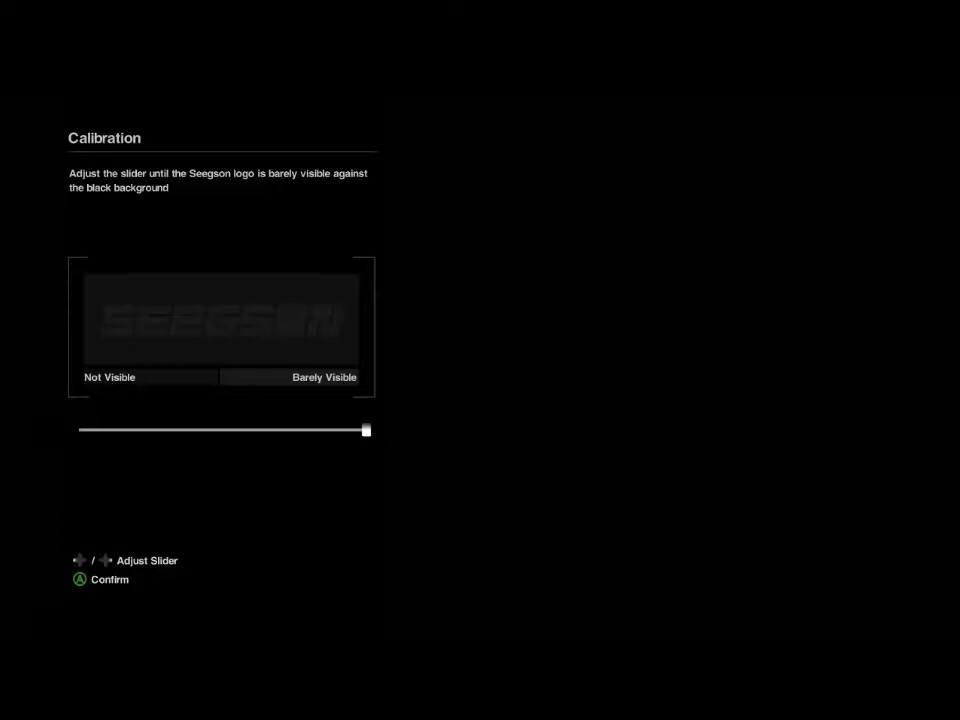 Calibration
Adjust the slider until the Seegson logo is barely visible against
the black background
SEEGSON
Not Visible Barely Visible
/ Adjust Slider
A Confirm